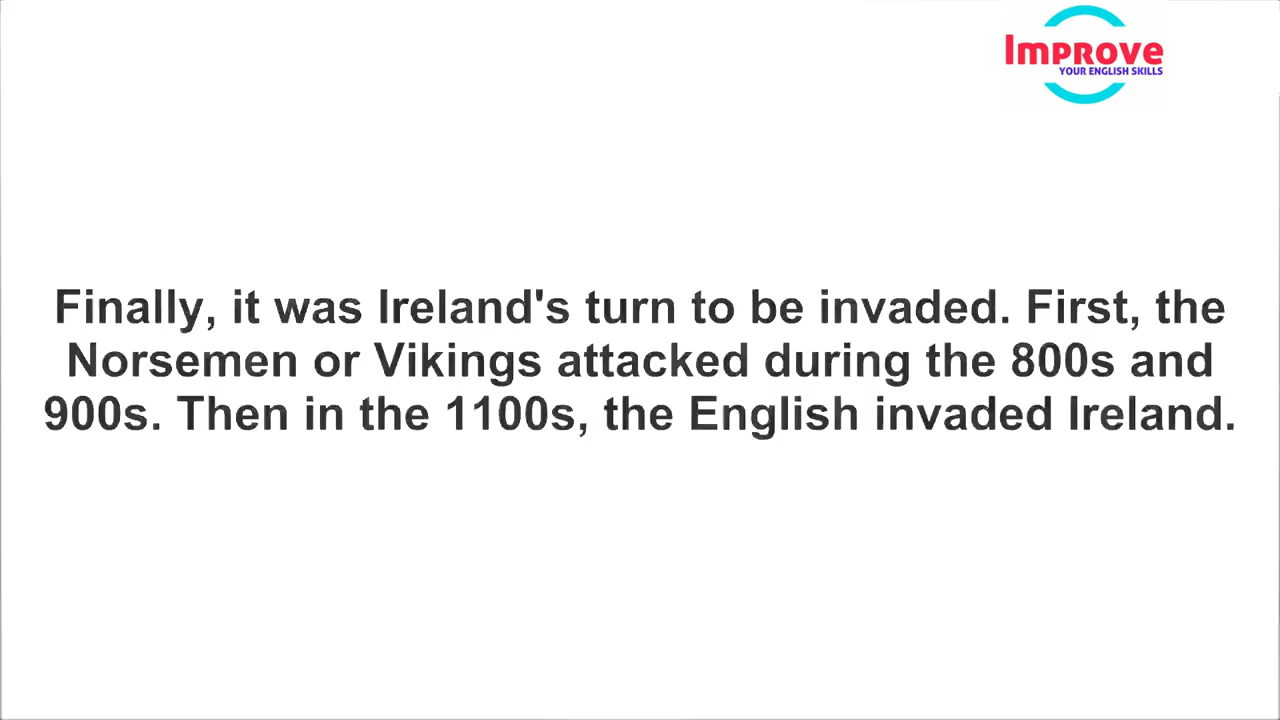 Improve
YOUR ENGLISH SKILLS
Finally, it was Ireland's turn to be invaded. First, the
Norsemen or Vikings attacked during the 800s and
900s. Then in the 1100s, the English invaded Ireland.